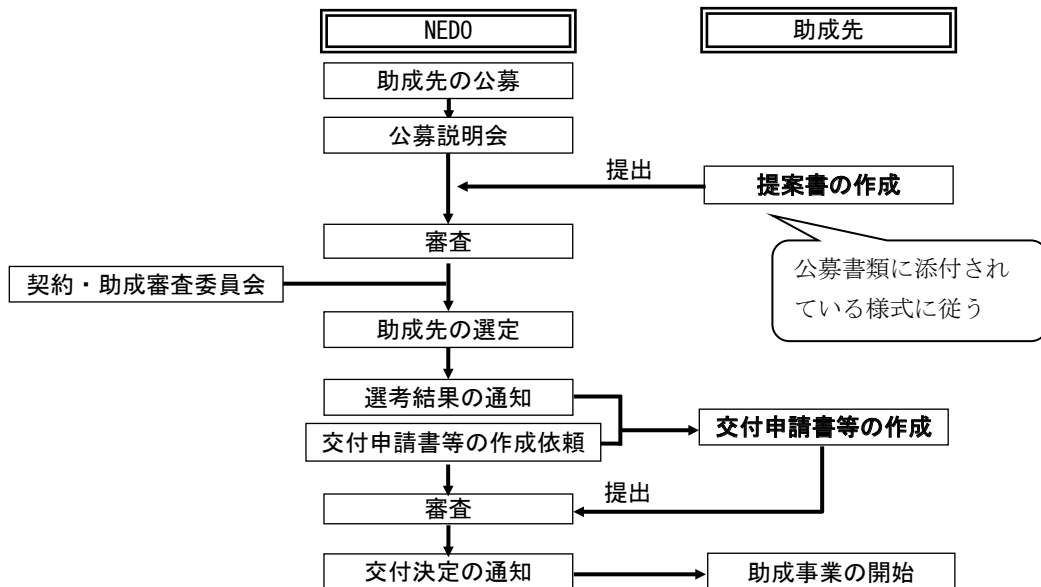 NEDO
助成先
助成先の公募
公募説明会
提出
提案書の作成
審査
公募書類に添付され
ている様式に従う
契約・助成審査委員会
助成先の選定
選考結果の通知
交付申請書等の作成依頼
交付申請書等の作成
提出
審査
交付決定の通知
助成事業の開始